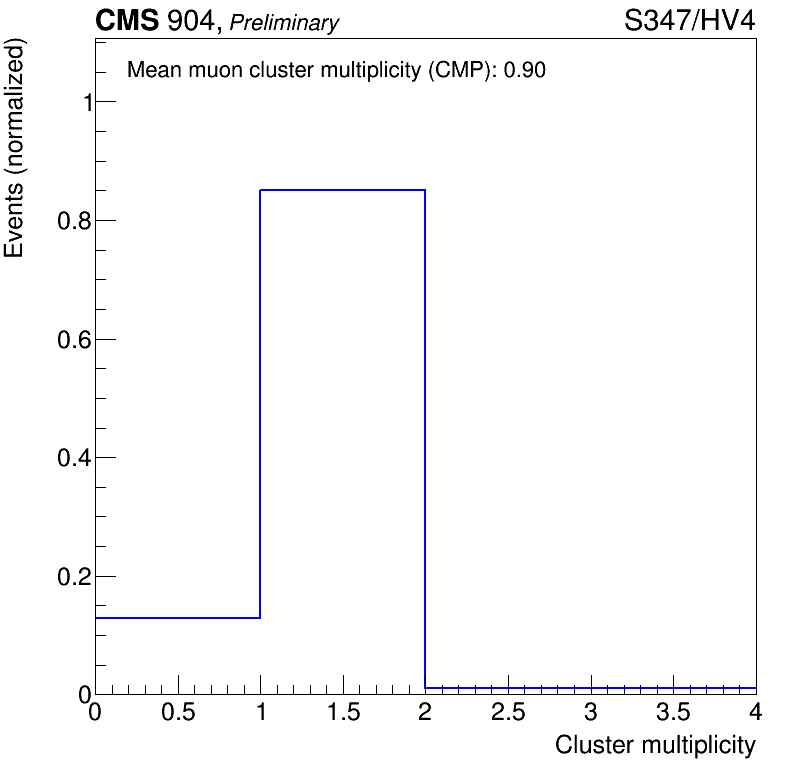 CMS 904, Preliminary S347/HV4
Mean muon cluster multiplicity (CMP): 0.90
Events (normalized)
1
0.8
0.6
0.4
0.2
0
0 0.5 1 1.5 2 2.5 3 3.5 4
Cluster multiplicity